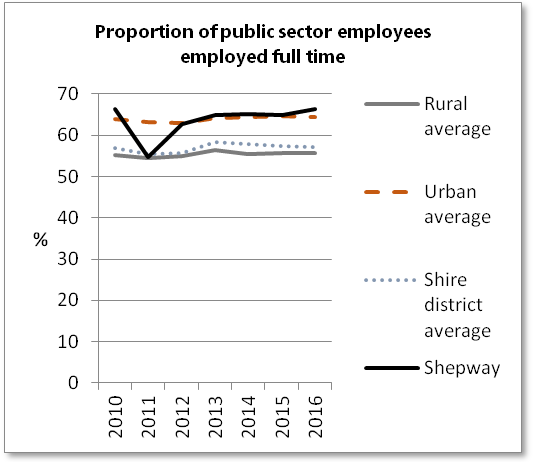 Proportion of public sector employees
employed full time
70
60
50
40
30
20
10
0
%
2010
2011
2012
2013
2014
2015
2016
Rural
average
Urban
average
Shire
district
average
Shepway